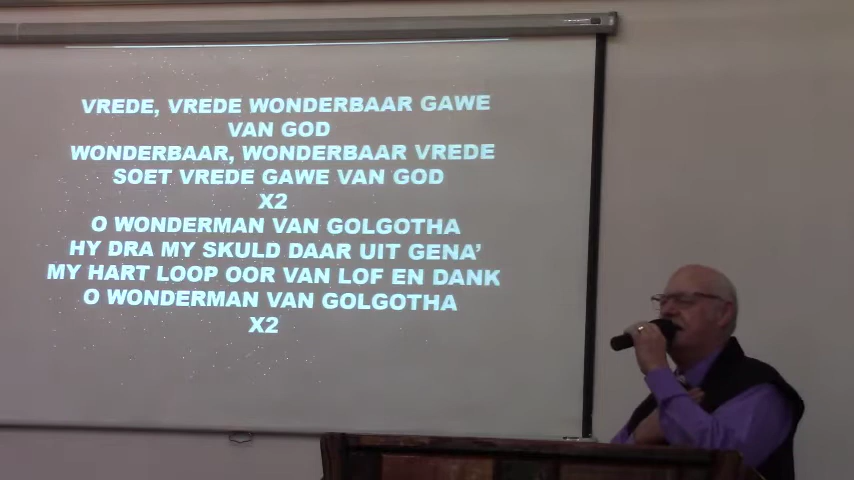 VREDE, VREDE WONDERBAAR GAWE
VAN GOD
WONDERBAAR, WONDERBAAR VREDE
SOET VREDE GAWE VAN GOD
X2
O WONDERMAN VAN GOLGOTHA
HY DRA MY SKULD DAAR UIT GENA'
MY HART LOOP OOR VAN LOF EN DANK
O WONDERMAN VAN GOLGOTHA
X2